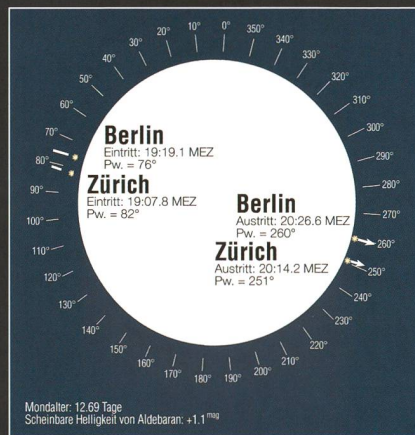 10°
0°
350°
20°
340°
30°
330°
40°
320°
50°
310°
60°
300°
70°
290°
80°
280°
90°
270°
100°
260°
110°
250°
120°
240°
130°
230°
140°
220°
150°
210°
160°
200°
170°
180°
190°
Berlin
Eintritt: 19:19.1 MEZ
Pw. = 76°
Zürich
Eintritt: 19:07.8 MEZ
Pw. = 82°
Berlin
Austritt: 20:26.6 MEZ
Pw. = 260°
Zürich
Austritt: 20:14.2 MEZ
Pw. = 251°
Mondalter: 12.69 Tage
Scheinbare Helligkeit von Aldebaran: +1.1 mag